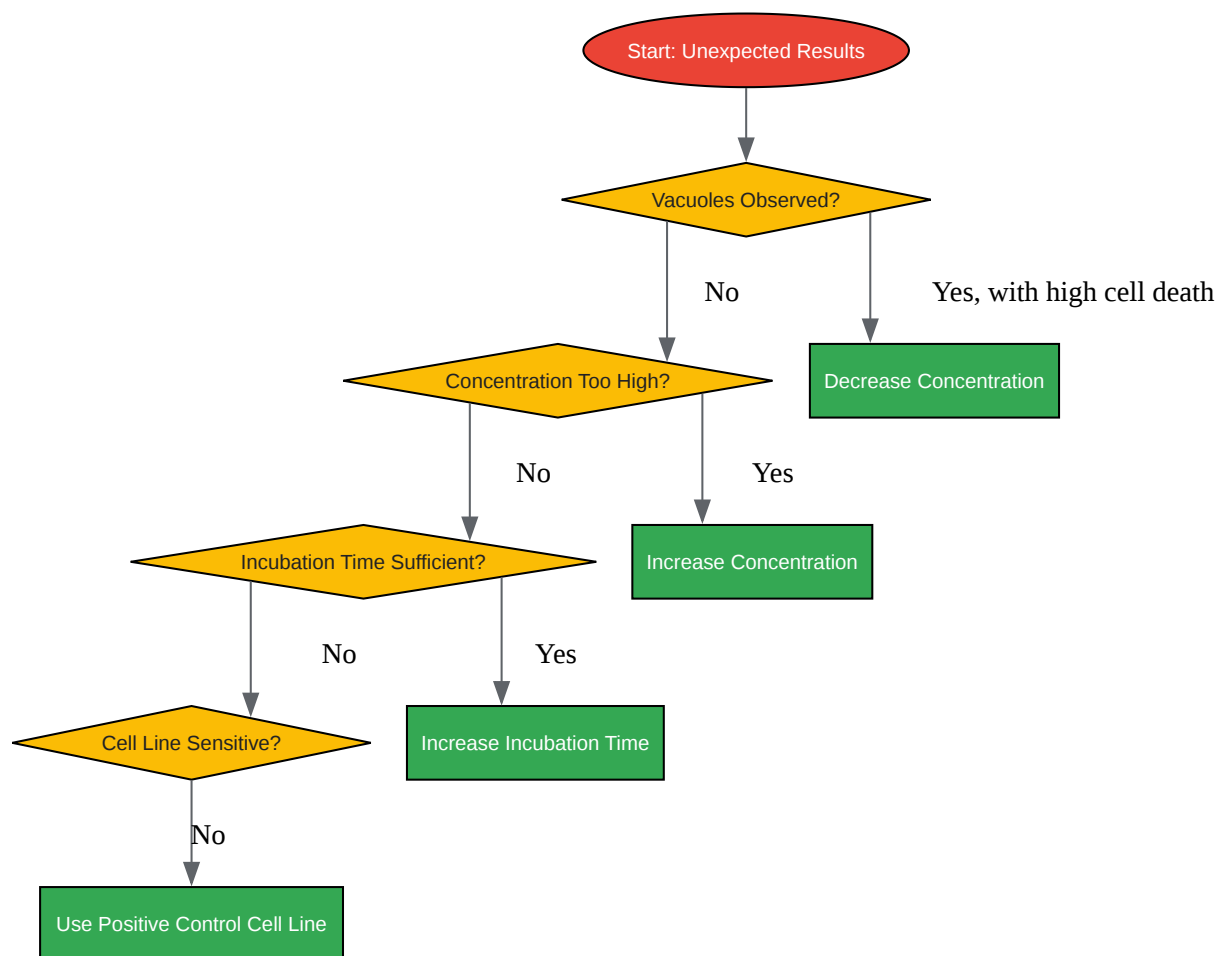 Start: Unexpected Results
Vacuoles Observed?
No
Yes, with high cell death
Concentration Too High?
Decrease Concentration
No
Yes
Incubation Time Sufficient?
Increase Concentration
No
Yes
Cell Line Sensitive?
Increase Incubation Time
No
Use Positive Control Cell Line